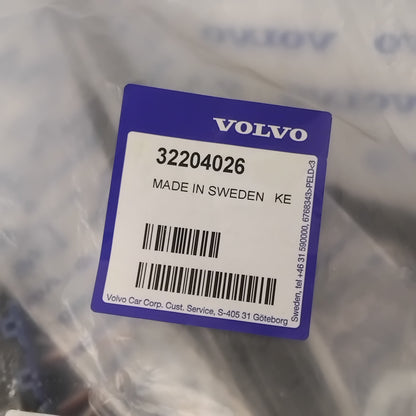 VOLVO
32204026
MADE IN SWEDEN KE
Volvo Car Corp. Cust. Service, S-405 31 Göteborg
Sweden, tel +46 31 590000, 6768343>PELD<3